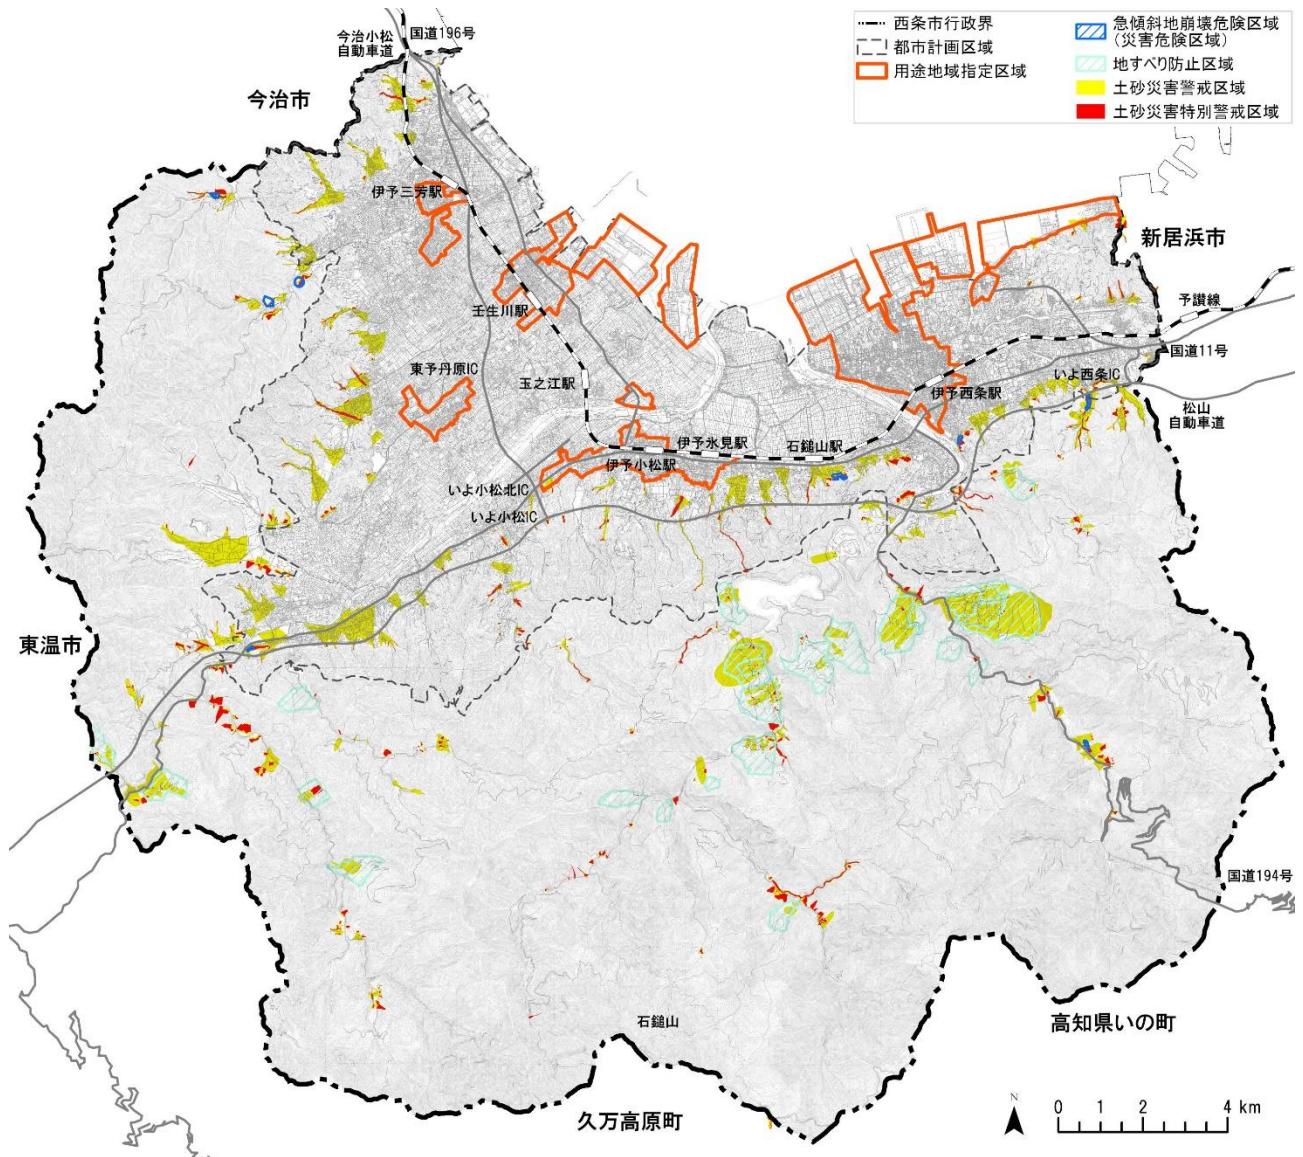 西条市行政界
都市計画区域
用途地域指定区域
急傾斜地崩壊危険区域
(災害危険区域)
地すべり防止区域
土砂災害警戒区域
土砂災害特別警戒区域
今治小松
自動車道
国道196号
今治市
伊予三芳駅
新居浜市
予讃線
壬生川駅
国道11号
東予丹原IC
玉之江駅
いよ西条IC
伊予西条駅
松山
自動車道
伊予氷見駅
石鎚山駅
伊予小松駅
いよ小松北IC
いよ小松IC
東温市
国道194号
石鎚山
高知県いの町
久万高原町
N
0 1 2 4 km